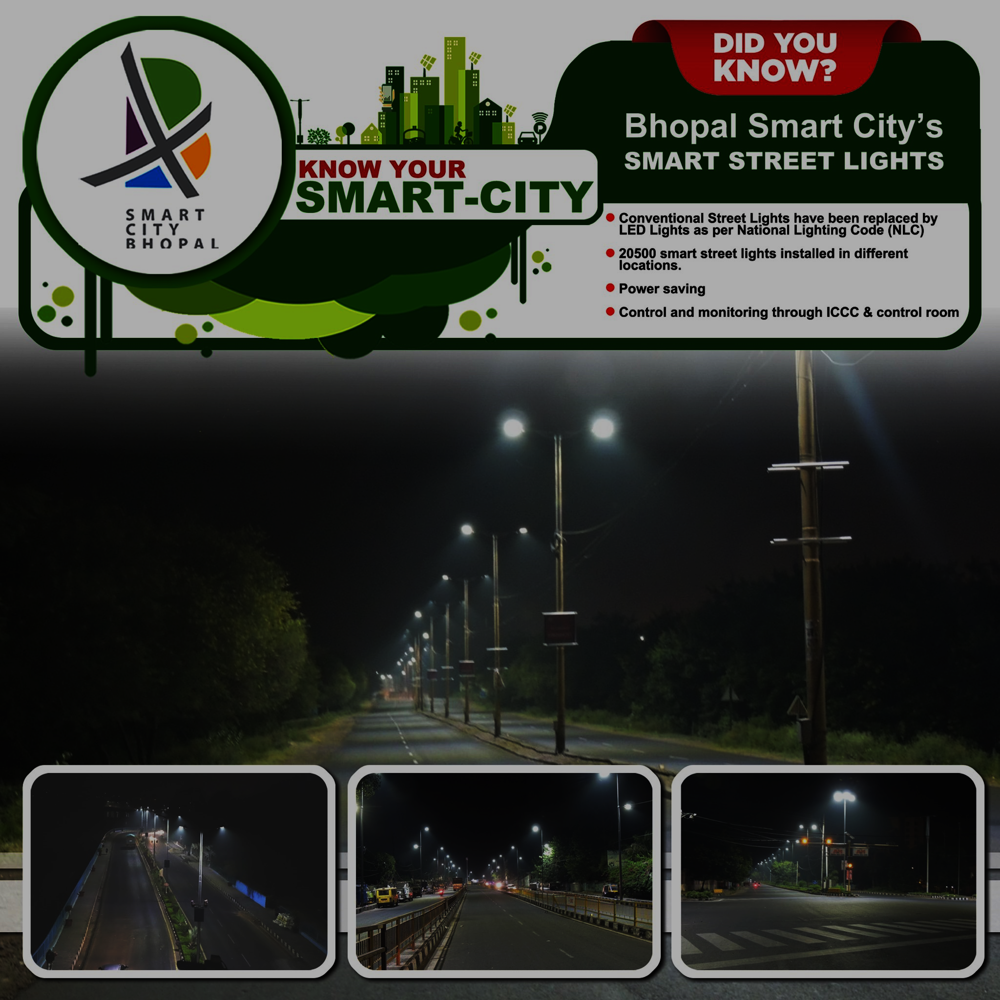 SMART
CITY
BHOPAL
KNOW YOUR
SMART-CITY
DID YOU
KNOW?
Bhopal Smart City’s
SMART STREET LIGHTS
Conventional Street Lights have been replaced by
LED Lights as per National Lighting Code (NLC)
20500 smart street lights installed in different
locations.
Power saving
Control and monitoring through ICCC & control room
P